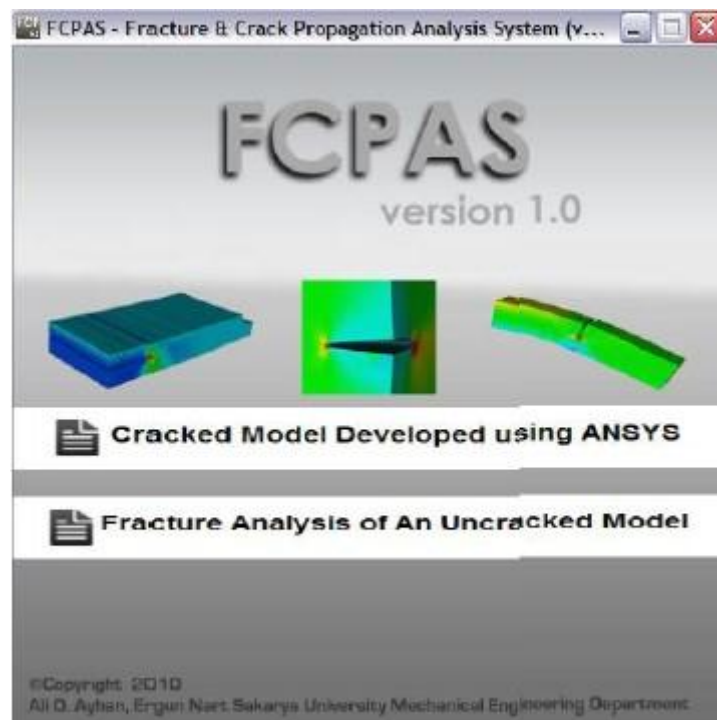 FCPAS - Fracture & Crack Propagation Analysis System (v...
FCPAS
version 1.0
Cracked Model Developed using ANSYS
Fracture Analysis of An Uncracked Model
©Copyright 2010
Ali O. Ayhan, Ergun Nart Sakarya University Mechanical Engineering Department